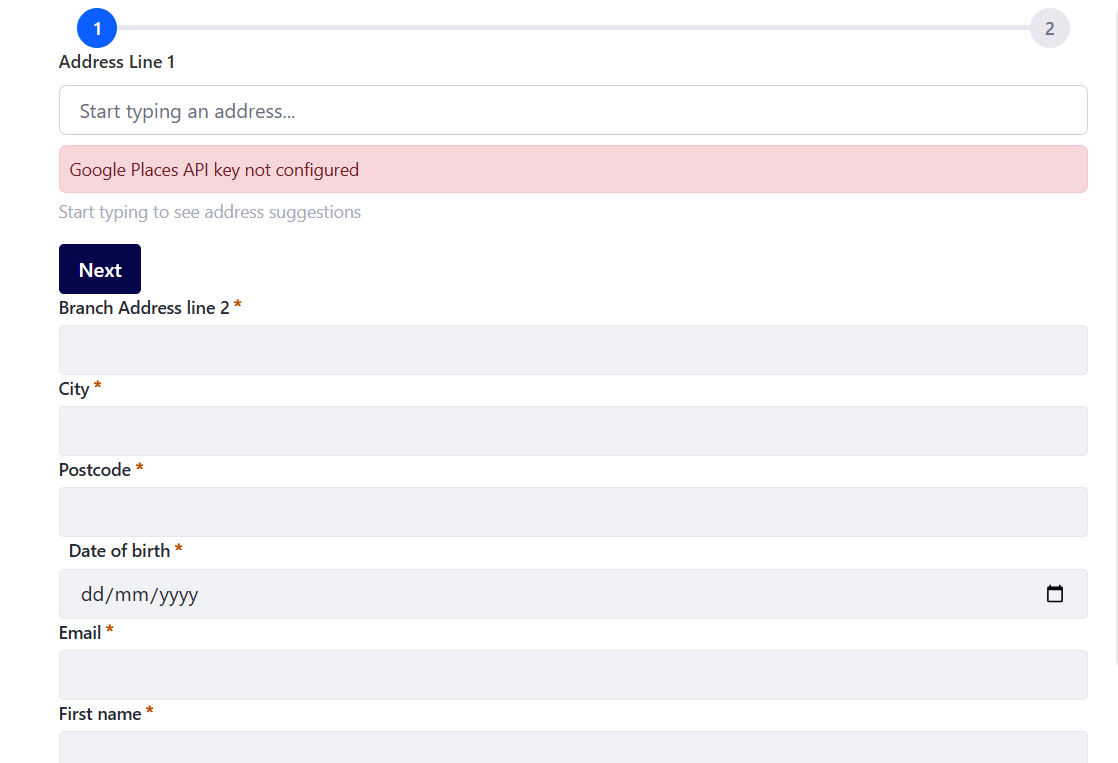 1
2
Address Line 1
Start typing an address...
Google Places API key not configured
Start typing to see address suggestions
Next
Branch Address line 2 *
City *
Postcode *
Date of birth *
dd/mm/yyyy
Email *
First name *